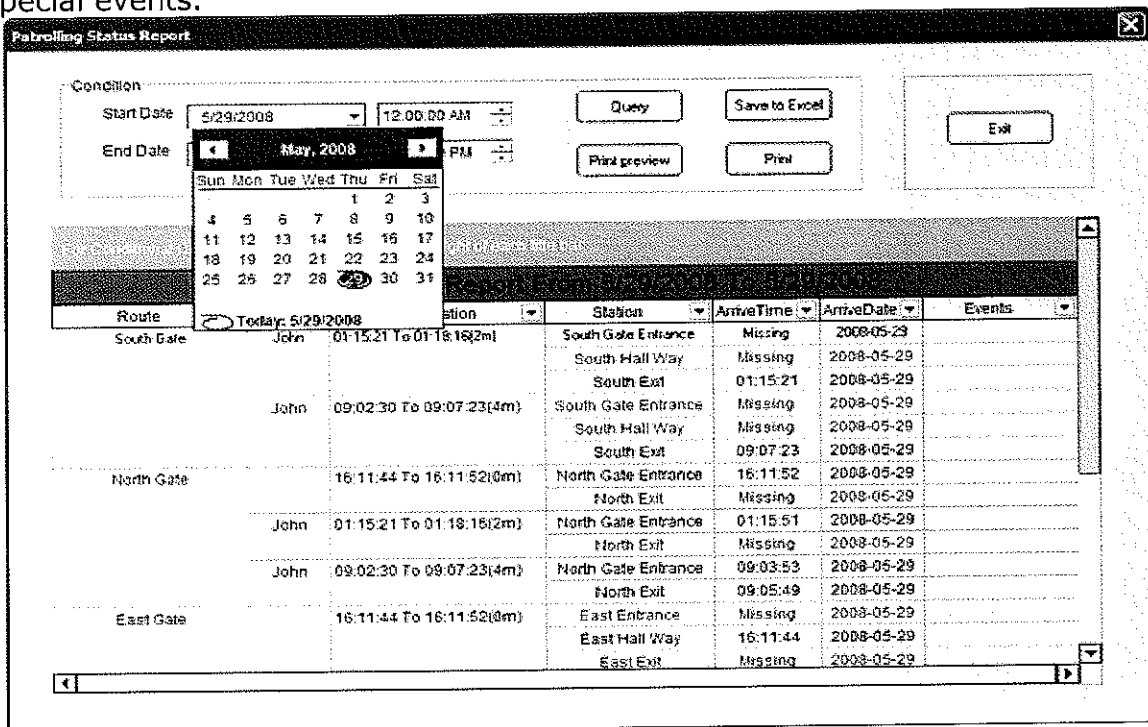 pecial events.
Patrolling Status Report
Condition
Start Date 5/29/2008 12:00:00 AM Query Save to Excel
Exit
End Date PM Print preview Print
May, 2008
Sun Mon Tue Wed Thu Fri Sat
1 2 3
4 5 6 7 8 9 10
11 12 13 14 15 16 17
18 19 20 21 22 23 24
25 26 27 28 29 30 31
Today: 5/29/2008
Report From 5/29/2008 To 5/29/2008
Route ation Station ArriveTime ArriveDate Events
South Gate John 01:15:21 To 01:18:16(2m) South Gate Entrance Missing 2008-05-29
South Hall Way Missing 2008-05-29
South Exit 01:15:21 2008-05-29
John 09:02:30 To 09:07:23(4m) South Gate Entrance Missing 2008-05-29
South Hall Way Missing 2008-05-29
South Exit 09:07:23 2008-05-29
North Gate 16:11:44 To 16:11:52(0m) North Gate Entrance 16:11:52 2008-05-29
North Exit Missing 2008-05-29
John 01:15:21 To 01:18:16(2m) North Gate Entrance 01:15:51 2008-05-29
North Exit Missing 2008-05-29
John 09:02:30 To 09:07:23(4m) North Gate Entrance 09:03:53 2008-05-29
North Exit 09:05:49 2008-05-29
East Gate 16:11:44 To 16:11:52(0m) East Entrance Missing 2008-05-29
East Hall Way 16:11:44 2008-05-29
East Exit Missing 2008-05-29